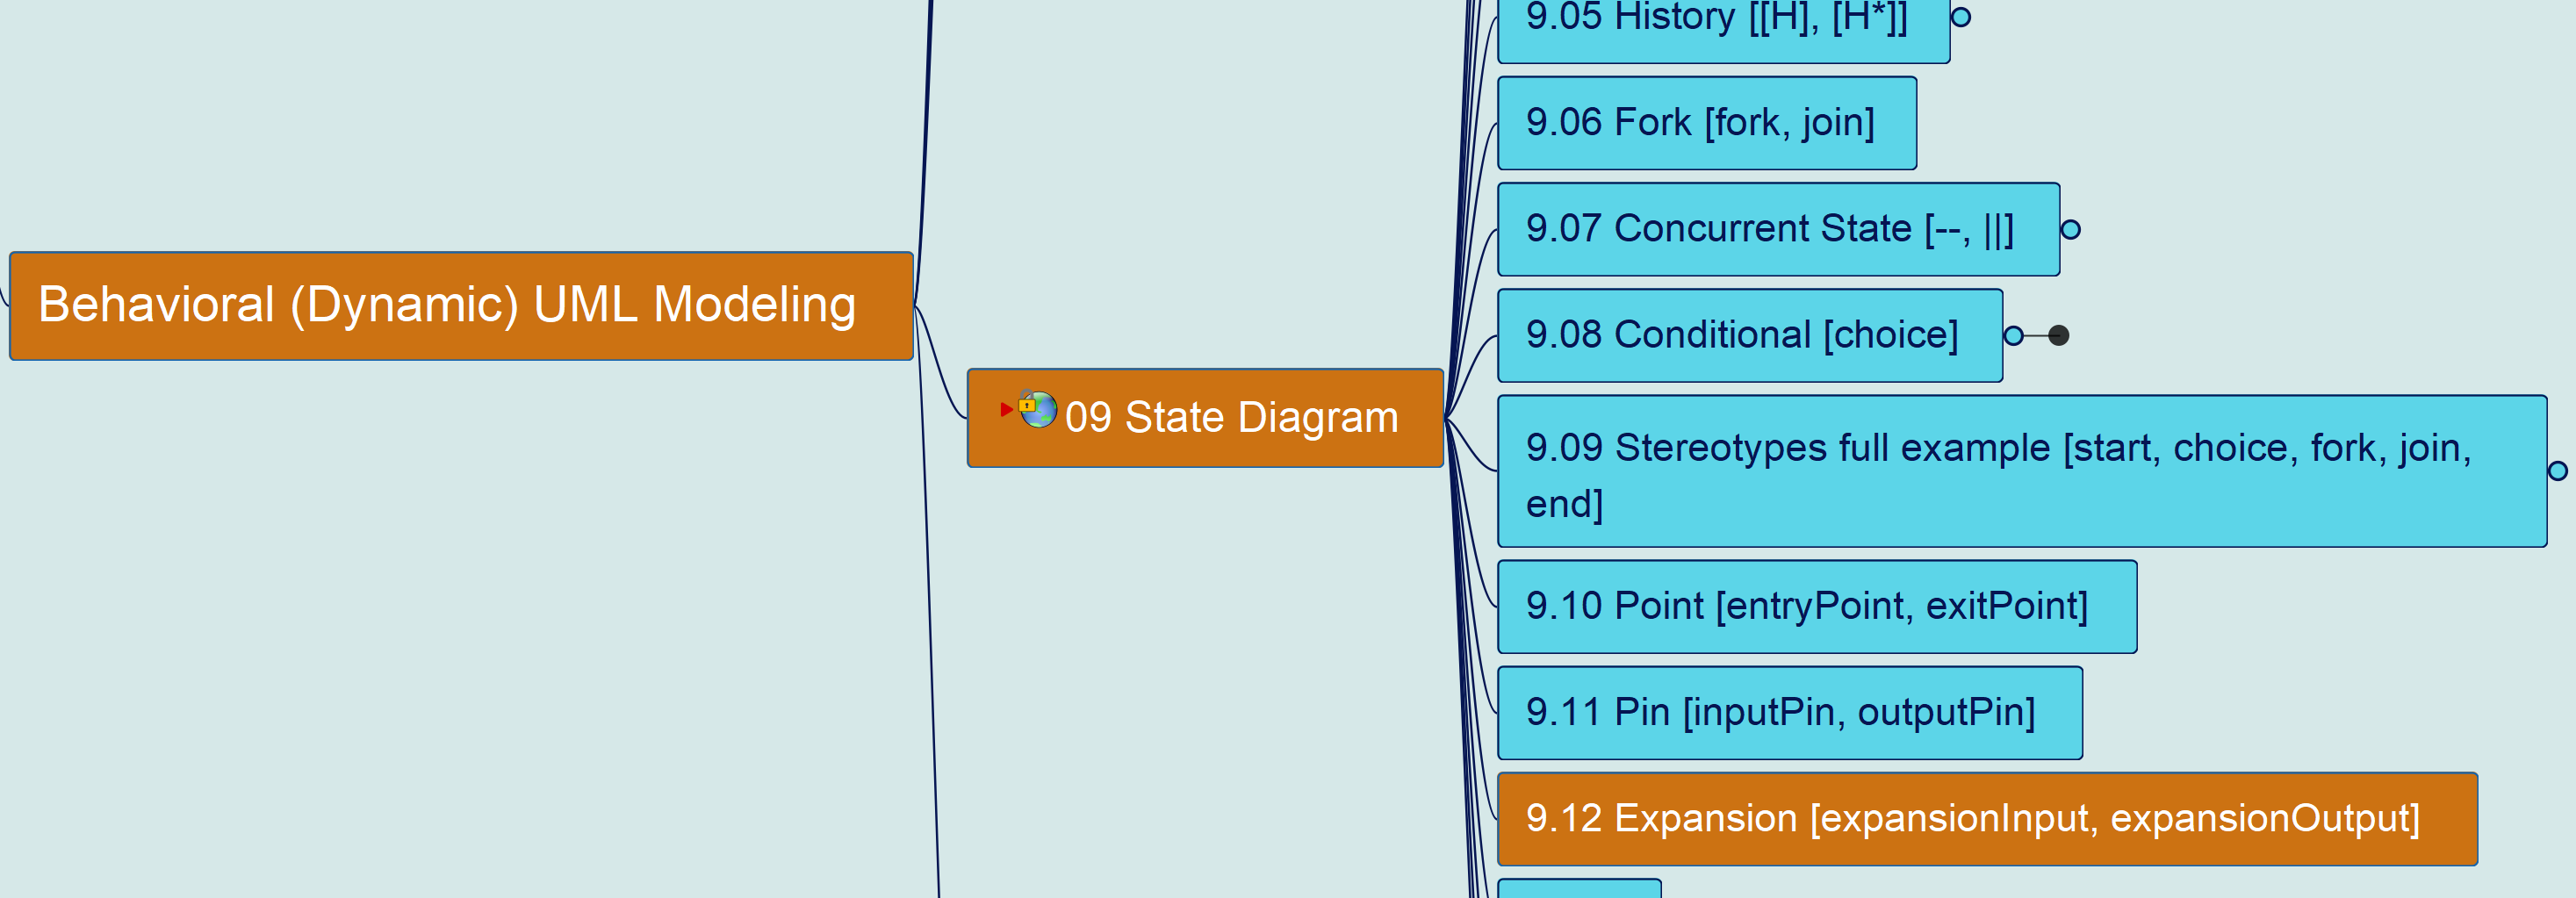 9.05 History [[H], [H*]]
9.06 Fork [fork, join]
9.07 Concurrent State [--, ||]
Behavioral (Dynamic) UML Modeling
9.08 Conditional [choice]
09 State Diagram
9.09 Stereotypes full example [start, choice, fork, join,
end]
9.10 Point [entryPoint, exitPoint]
9.11 Pin [inputPin, outputPin]
9.12 Expansion [expansionInput, expansionOutput]